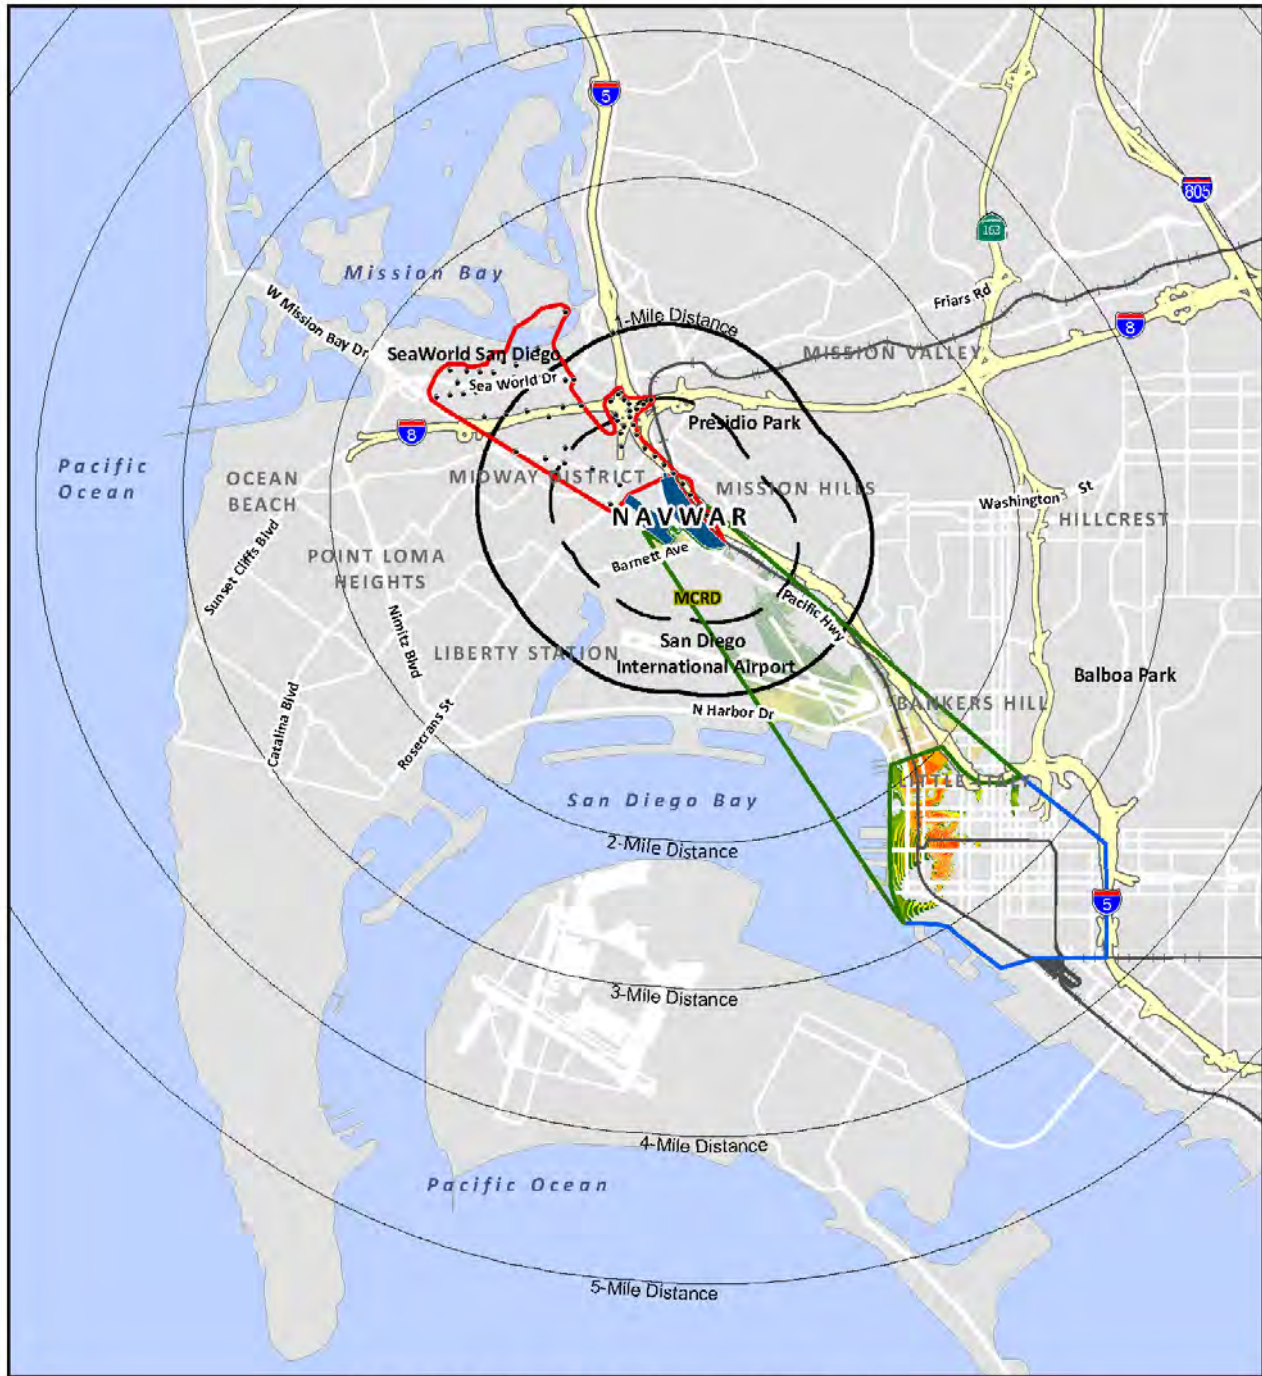 5
805
163
Mission Bay
W Mission Bay Dr
Friars Rd
1-Mile Distance
8
MISSION VALLEY
SeaWorld San Diego
Sea World Dr
Presidio Park
8
Pacific
Ocean
OCEAN
BEACH
MIDWAY DISTRICT
MISSION HILLS
Washington St
HILLCREST
NAVWAR
Barnett Ave
POINT LOMA
HEIGHTS
Sunset Cliffs Blvd
MCRD
Pacific Hwy
Nimitz Blvd
LIBERTY STATION
San Diego
International Airport
Balboa Park
BANKERS HILL
N Harbor Dr
Catalina Blvd
Rosecrans St
LITTLE ITALY
San Diego Bay
2-Mile Distance
5
3-Mile Distance
4-Mile Distance
Pacific Ocean
5-Mile Distance